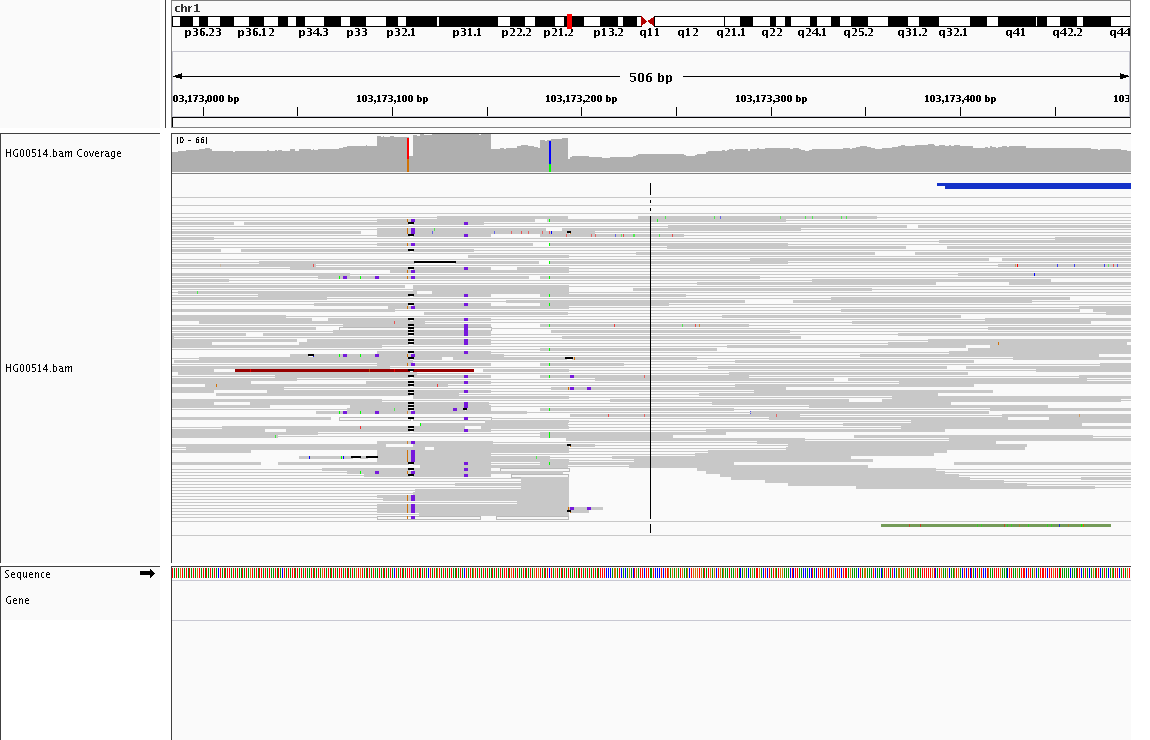 chr1
p36.23 p36.12 p34.3 p33 p32.1 p31.1 p22.2 p21.2 p13.2 q11 q12 q21.1 q22 q24.1 q25.2 q31.2 q32.1 q41 q42.2 q44
506 bp
103,173,000 bp 103,173,100 bp 103,173,200 bp 103,173,300 bp 103,173,400 bp 103
[0 - 66]
HG00514.bam Coverage
HG00514.bam
Sequence
Gene